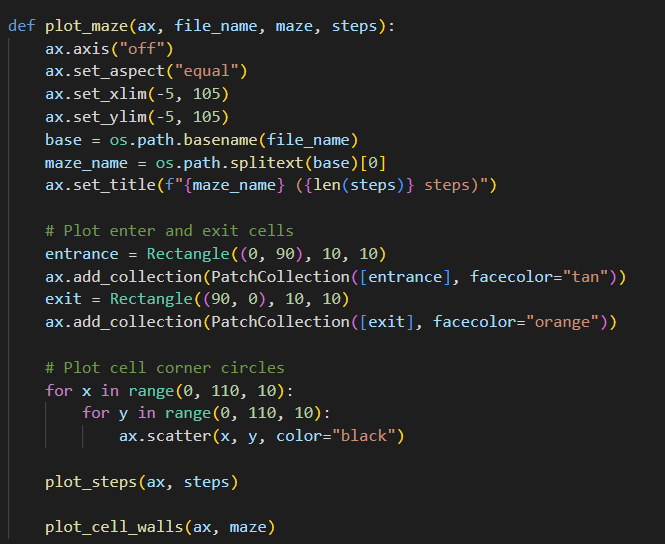 def plot_maze(ax, file_name, maze, steps):
    ax.axis("off")
    ax.set_aspect("equal")
    ax.set_xlim(-5, 105)
    ax.set_ylim(-5, 105)
    base = os.path.basename(file_name)
    maze_name = os.path.splitext(base)[0]
    ax.set_title(f"{maze_name} ({len(steps)} steps)")

    # Plot enter and exit cells
    entrance = Rectangle((0, 90), 10, 10)
    ax.add_collection(PatchCollection([entrance], facecolor="tan"))
    exit = Rectangle((90, 0), 10, 10)
    ax.add_collection(PatchCollection([exit], facecolor="orange"))

    # Plot cell corner circles
    for x in range(0, 110, 10):
        for y in range(0, 110, 10):
            ax.scatter(x, y, color="black")

    plot_steps(ax, steps)

    plot_cell_walls(ax, maze)